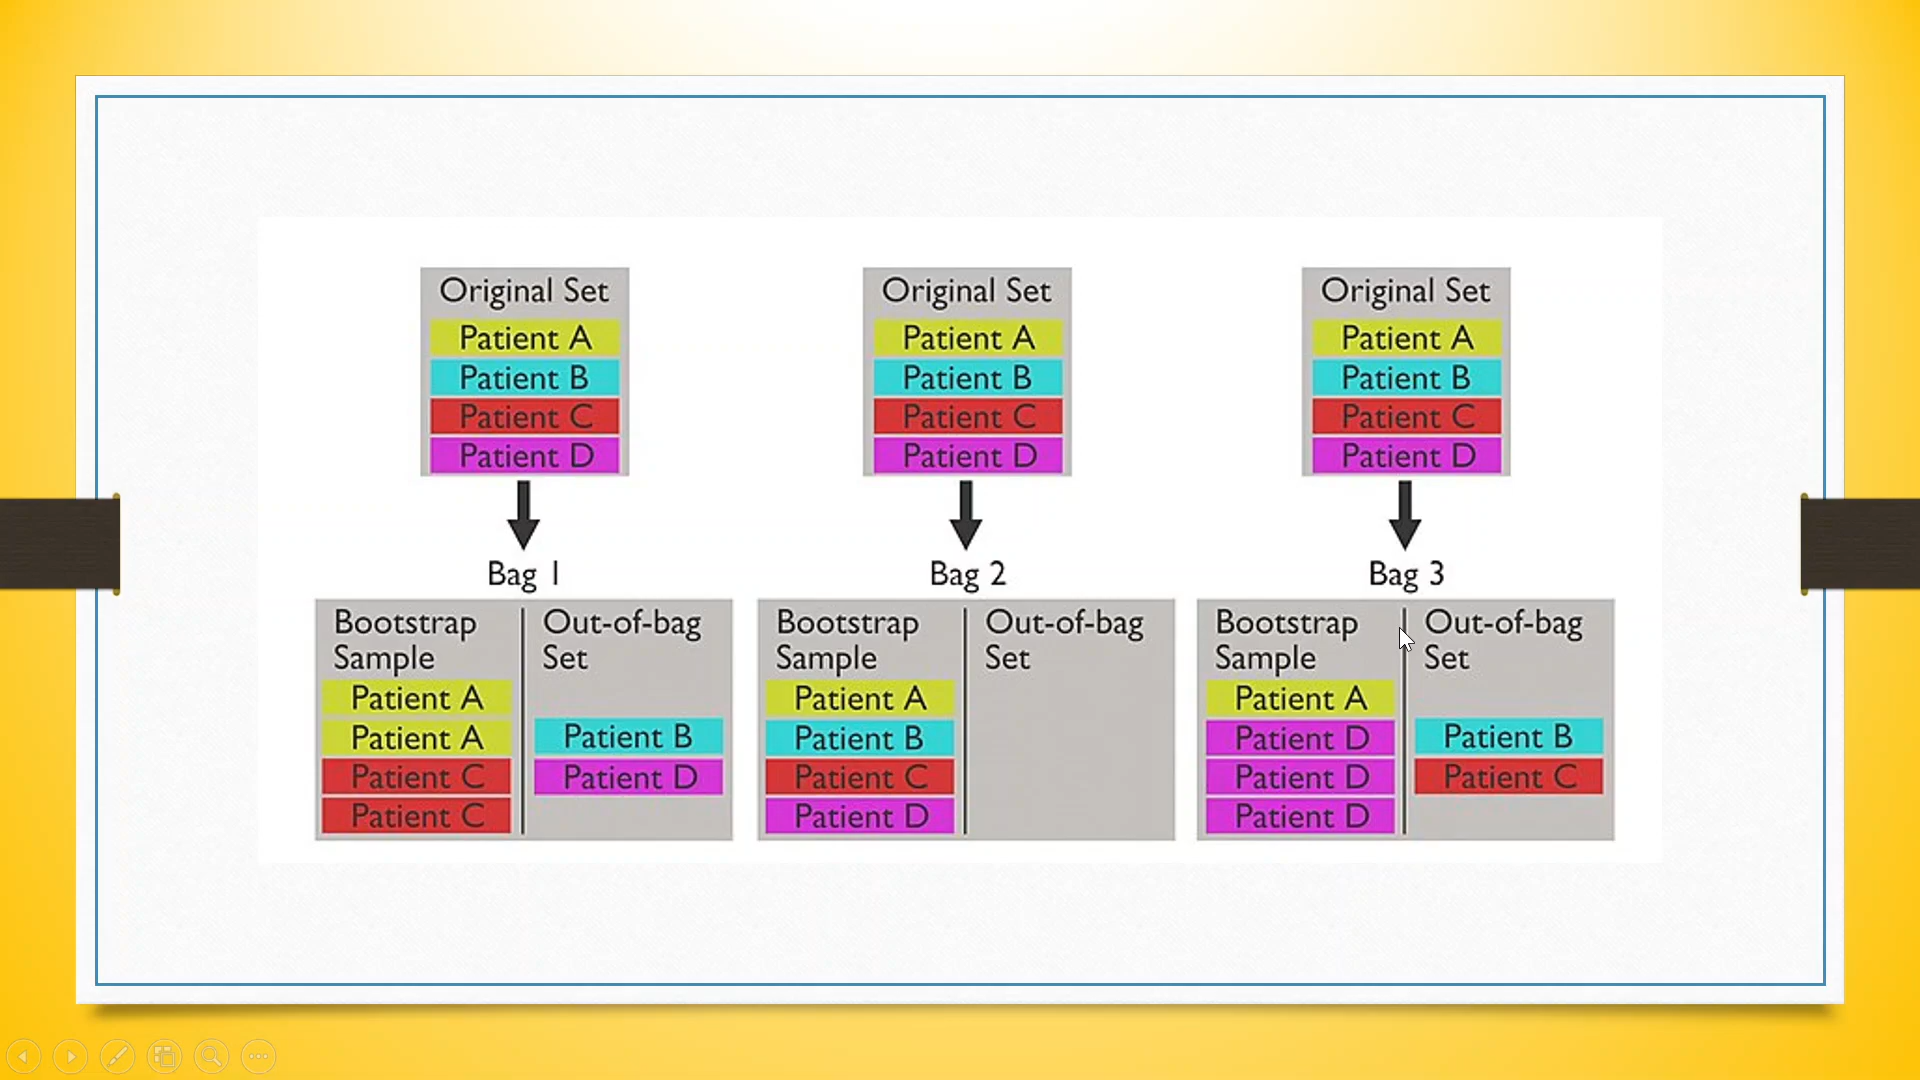 Original Set
Patient A
Patient B
Patient C
Patient D
Original Set
Patient A
Patient B
Patient C
Patient D
Original Set
Patient A
Patient B
Patient C
Patient D
Bag 1
Bootstrap
Sample
Patient A
Patient A
Patient C
Patient C
Out-of-bag
Set
Patient B
Patient D
Bag 2
Bootstrap
Sample
Patient A
Patient B
Patient C
Patient D
Out-of-bag
Set
Bag 3
Bootstrap
Sample
Patient A
Patient D
Patient D
Patient D
Out-of-bag
Set
Patient B
Patient C